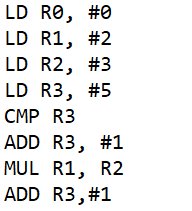 LD R0, #0
LD R1, #2
LD R2, #3
LD R3, #5
CMP R3
ADD R3, #1
MUL R1, R2
ADD R3,#1